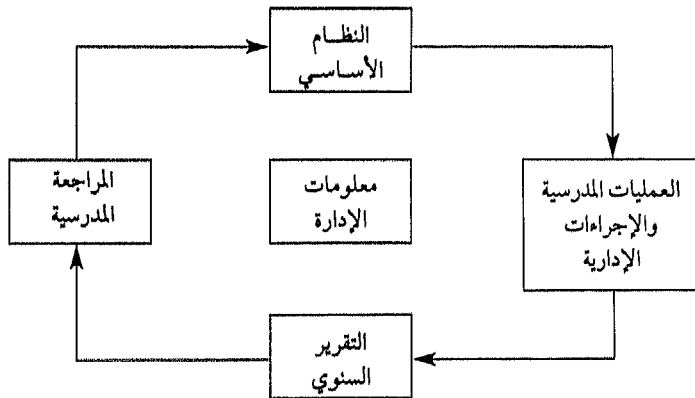 النظام
الأساسي
العمليات المدرسية
والإجراءات
الإدارية
معلومات
الإدارة
المراجعة
المدرسية
التقرير
السنوي